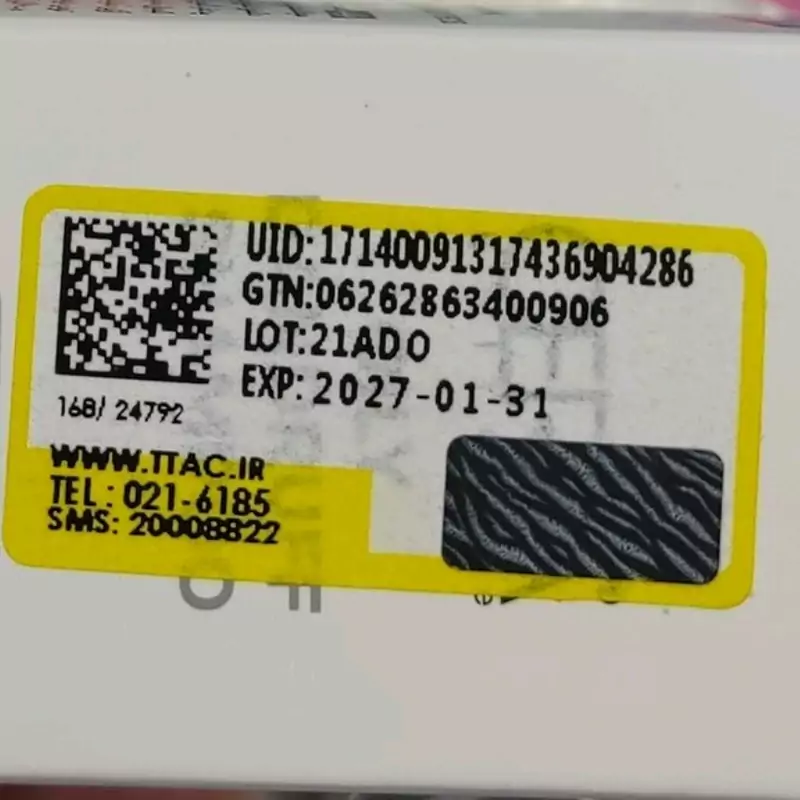 UID:17140091317436904286
GTN:06262863400906
LOT:21ADO
EXP: 2027-01-31
168/ 24792
WWW.TTAC.IR
TEL : 021-6185
SMS: 20008822